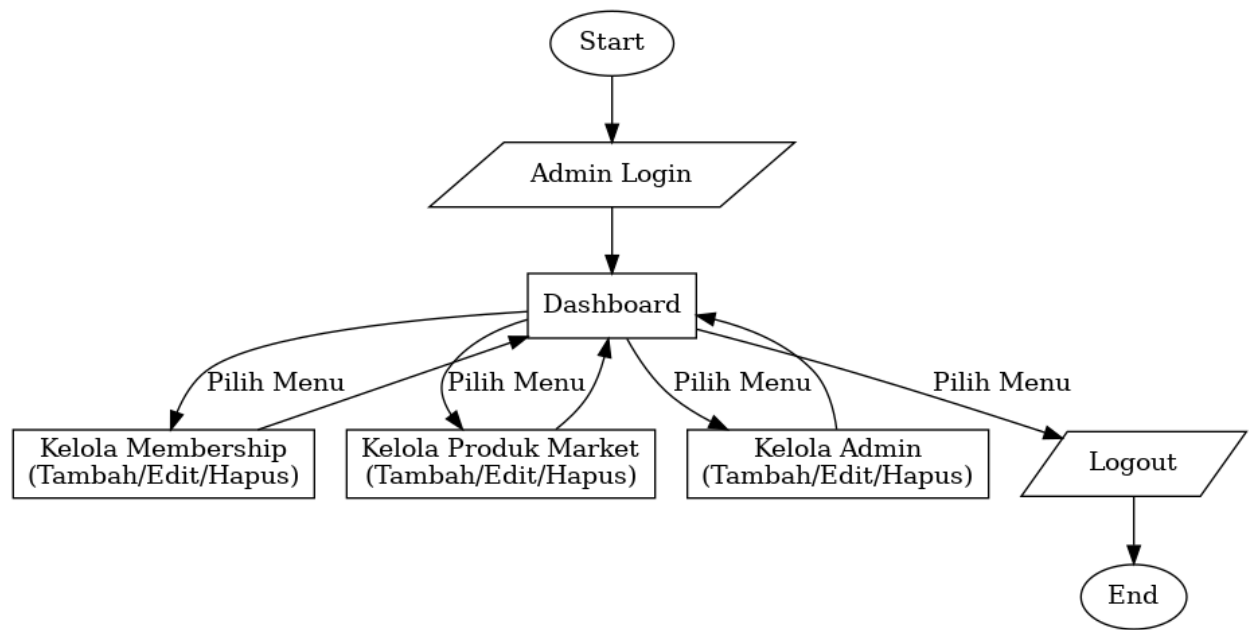 Start
Admin Login
Dashboard
Pilih Menu
Pilih Menu
Pilih Menu
Pilih Menu
Kelola Membership
(Tambah/Edit/Hapus)
Kelola Produk Market
(Tambah/Edit/Hapus)
Kelola Admin
(Tambah/Edit/Hapus)
Logout
End